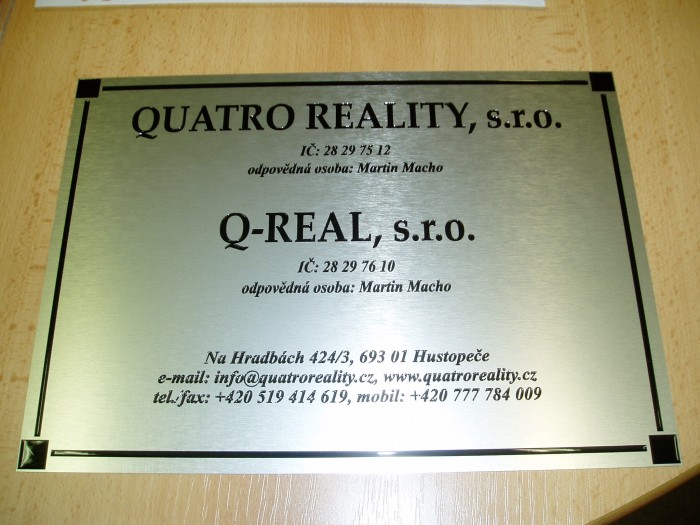 QUATRO REALITY, s.r.o.
IČ: 28 29 75 12
odpovědná osoba: Martin Macho
Q-REAL, s.r.o.
IČ: 28 29 76 10
odpovědná osoba: Martin Macho
Na Hradbách 424/3, 693 01 Hustopeče
e-mail: info@quatroreality.cz, www.quatroreality.cz
tel./fax: +420 519 414 619, mobil: +420 777 784 009